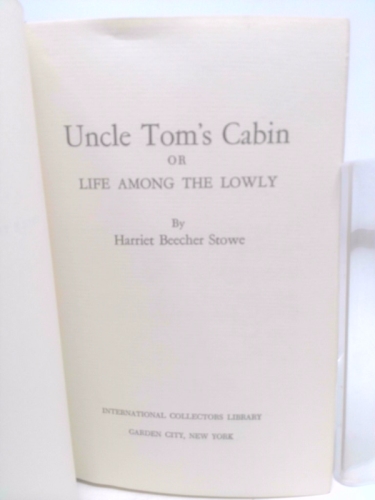 Uncle Tom's Cabin
OR
LIFE AMONG THE LOWLY
By
Harriet Beecher Stowe
INTERNATIONAL COLLECTORS LIBRARY
GARDEN CITY, NEW YORK